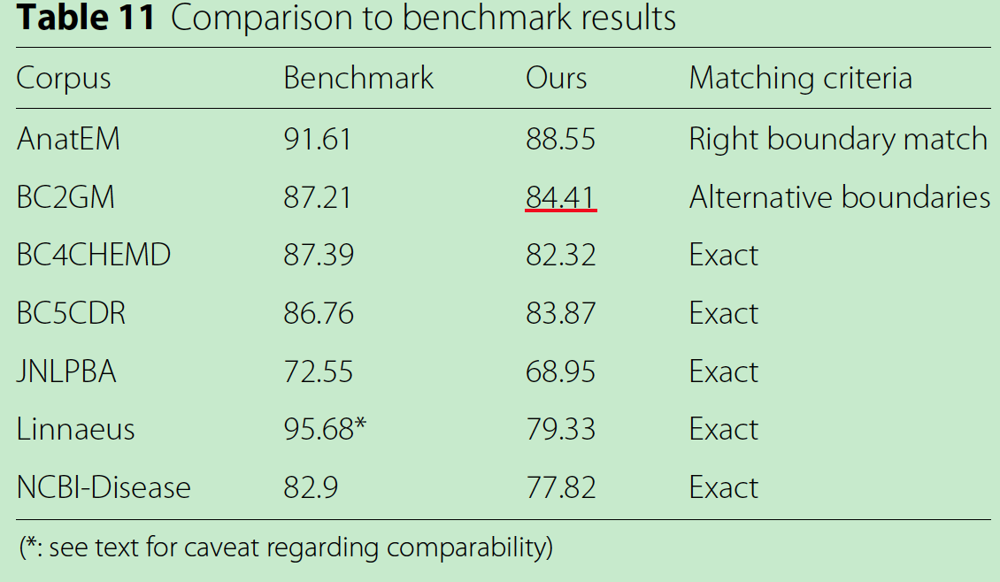 Table 11 Comparison to benchmark results
Corpus Benchmark Ours Matching criteria
AnatEM 91.61 88.55 Right boundary match
BC2GM 87.21 84.41 Alternative boundaries
BC4CHEMD 87.39 82.32 Exact
BC5CDR 86.76 83.87 Exact
JNLPBA 72.55 68.95 Exact
Linnaeus 95.68* 79.33 Exact
NCBI-Disease 82.9 77.82 Exact
(*: see text for caveat regarding comparability)